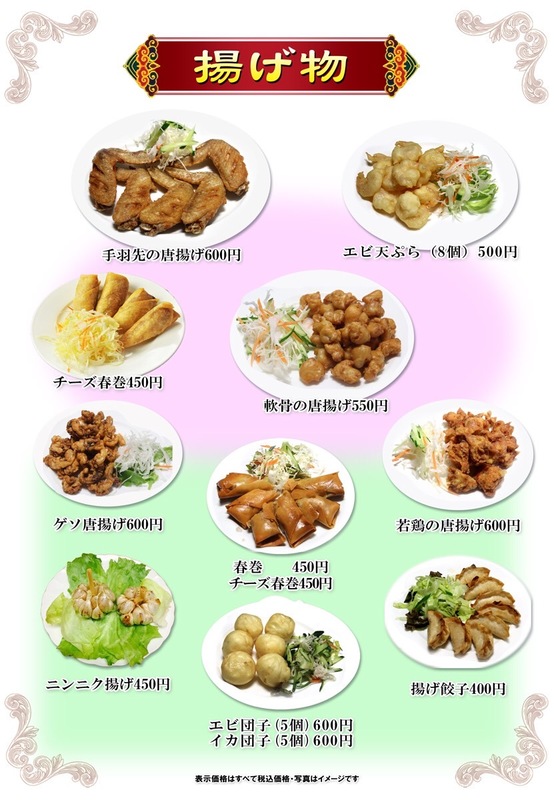 揚げ物
手羽先の唐揚げ600円
エビ天ぷら（8個）500円
チーズ春巻450円
軟骨の唐揚げ550円
ゲソ唐揚げ600円
春巻　　450円
チーズ春巻450円
若鶏の唐揚げ600円
ニンニク揚げ450円
エビ団子(5個)600円
イカ団子(5個)600円
揚げ餃子400円
表示価格はすべて税込価格・写真はイメージです